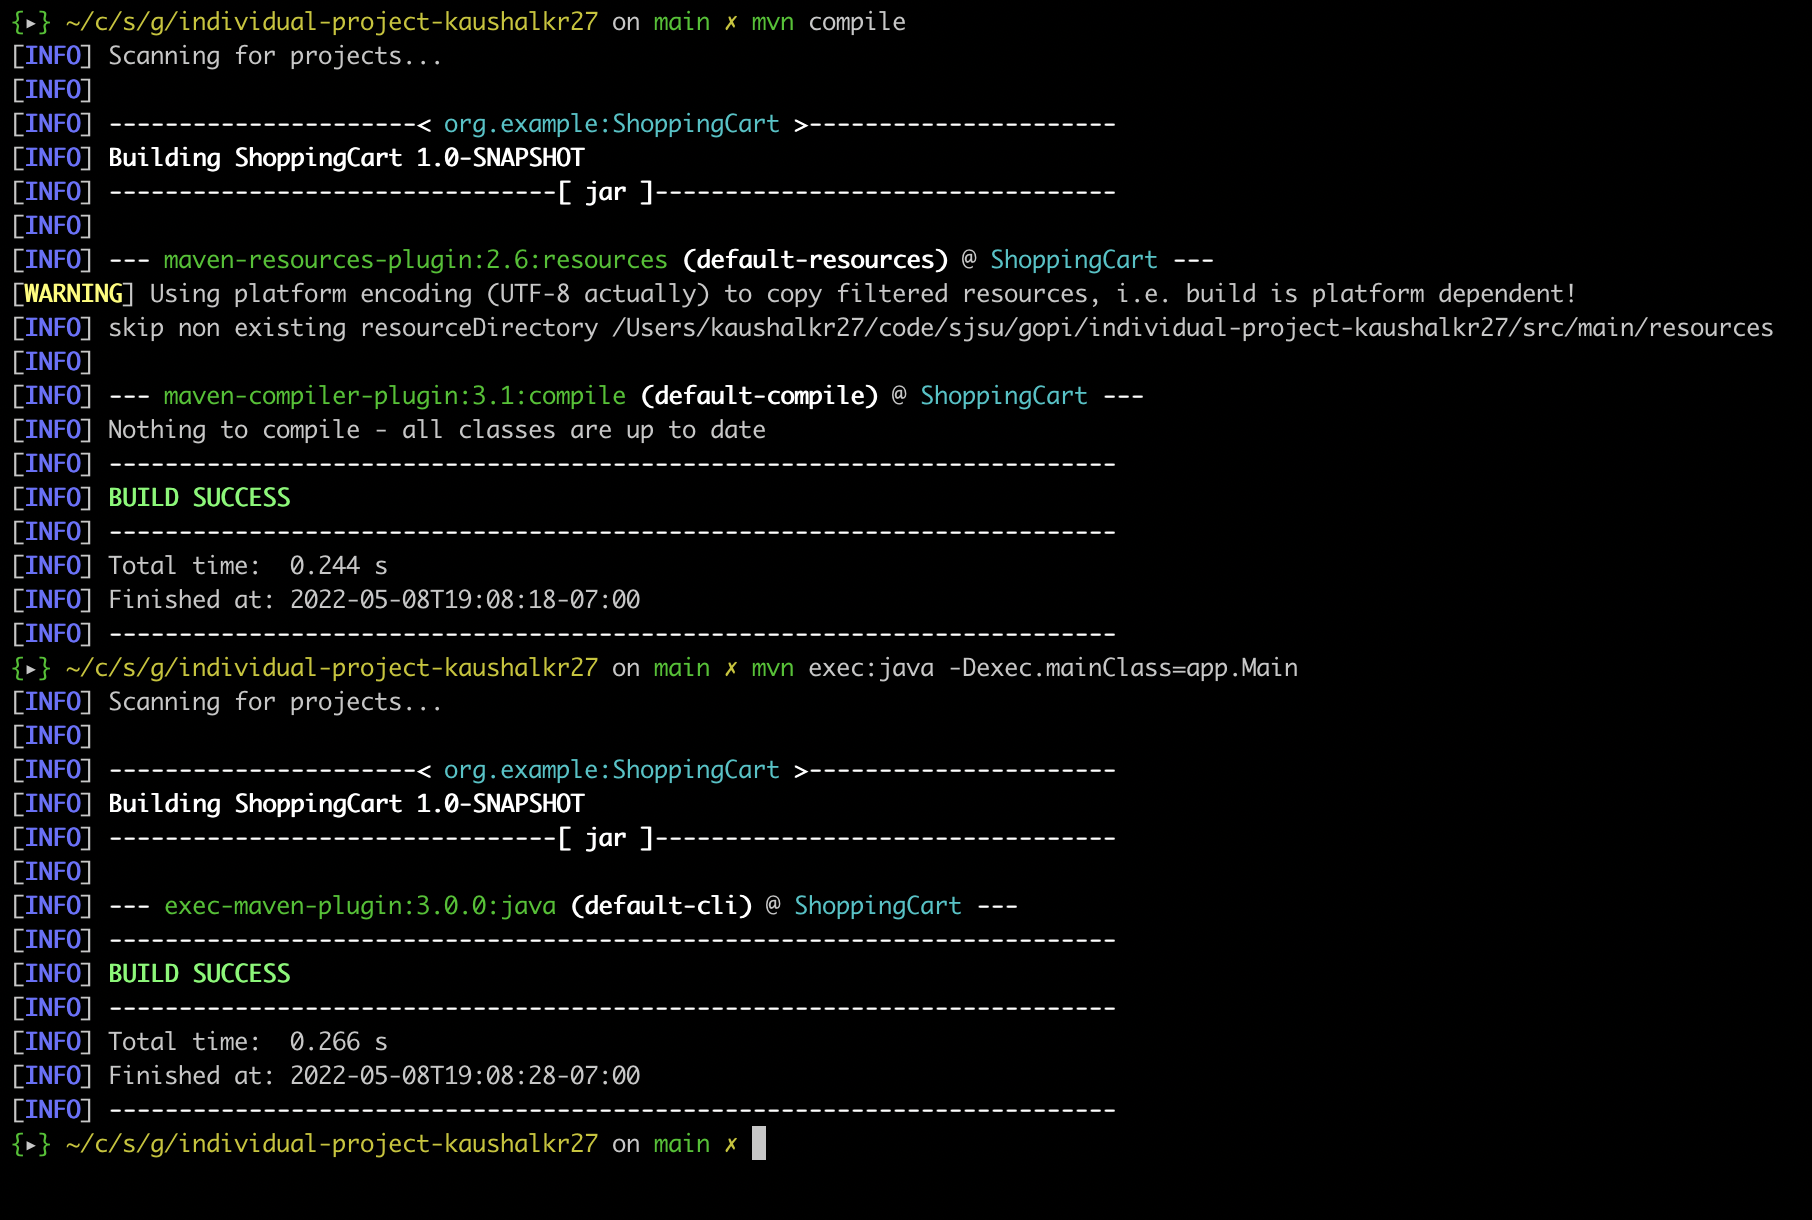 {▸} ~/c/s/g/individual-project-kaushalkr27 on main ✗ mvn compile
[INFO] Scanning for projects...
[INFO]
[INFO] ----------------------< org.example:ShoppingCart >----------------------
[INFO] Building ShoppingCart 1.0-SNAPSHOT
[INFO] --------------------------------[ jar ]---------------------------------
[INFO]
[INFO] --- maven-resources-plugin:2.6:resources (default-resources) @ ShoppingCart ---
[WARNING] Using platform encoding (UTF-8 actually) to copy filtered resources, i.e. build is platform dependent!
[INFO] skip non existing resourceDirectory /Users/kaushalkr27/code/sjsu/gopi/individual-project-kaushalkr27/src/main/resources
[INFO]
[INFO] --- maven-compiler-plugin:3.1:compile (default-compile) @ ShoppingCart ---
[INFO] Nothing to compile - all classes are up to date
[INFO] ------------------------------------------------------------------------
[INFO] BUILD SUCCESS
[INFO] ------------------------------------------------------------------------
[INFO] Total time:  0.244 s
[INFO] Finished at: 2022-05-08T19:08:18-07:00
[INFO] ------------------------------------------------------------------------
{▸} ~/c/s/g/individual-project-kaushalkr27 on main ✗ mvn exec:java -Dexec.mainClass=app.Main
[INFO] Scanning for projects...
[INFO]
[INFO] ----------------------< org.example:ShoppingCart >----------------------
[INFO] Building ShoppingCart 1.0-SNAPSHOT
[INFO] --------------------------------[ jar ]---------------------------------
[INFO]
[INFO] --- exec-maven-plugin:3.0.0:java (default-cli) @ ShoppingCart ---
[INFO] ------------------------------------------------------------------------
[INFO] BUILD SUCCESS
[INFO] ------------------------------------------------------------------------
[INFO] Total time:  0.266 s
[INFO] Finished at: 2022-05-08T19:08:28-07:00
[INFO] ------------------------------------------------------------------------
{▸} ~/c/s/g/individual-project-kaushalkr27 on main ✗